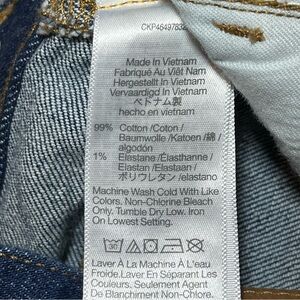 CKP46497832
Made In Vietnam
Fabriqué Au Viêt Nam
Hergestellt In Vietnam
Vervaardigd In Vietnam
ベトナム製
hecho en vietnam
99% Cotton /Coton /
Baumwolle /Katoen /綿 /
algodón
1% Elastane /Élasthanne /
Elastan /Elastaan /
ポリウレタン /elastano
Machine Wash Cold With Like
Colors. Non-Chlorine Bleach
Only. Tumble Dry Low. Iron
On Lowest Setting.
Laver À La Machine À L'eau
Froide.Laver En Séparant Les
Couleurs. Aucun Agent
De Blanchiment Non-Chlore.